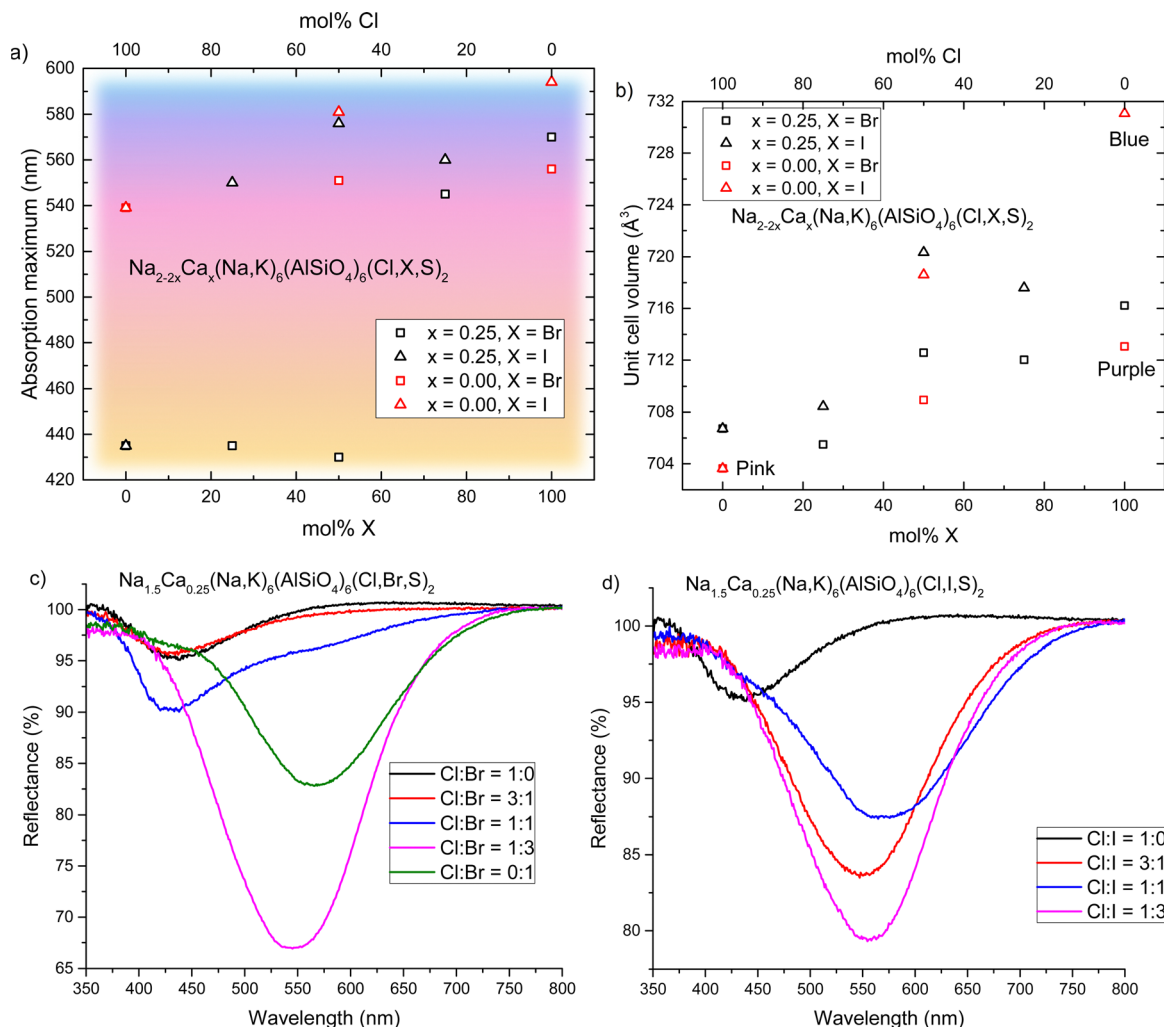 a)
mol% Cl
100 80 60 40 20 0
600
580
560
540
520
500
480
460
440
420
Absorption maximum (nm)
Na2-2xCax(Na,K)6(AlSiO4)6(Cl,X,S)2
x = 0.25, X = Br
x = 0.25, X = I
x = 0.00, X = Br
x = 0.00, X = I
0 20 40 60 80 100
mol% X
b)
mol% Cl
100 80 60 40 20 0
732
728
724
720
716
712
708
704
Unit cell volume (Å3)
x = 0.25, X = Br
x = 0.25, X = I
x = 0.00, X = Br
x = 0.00, X = I
Blue
Na2-2xCax(Na,K)6(AlSiO4)6(Cl,X,S)2
Purple
Pink
0 20 40 60 80 100
mol% X
c)
Na1.5Ca0.25(Na,K)6(AlSiO4)6(Cl,Br,S)2
100
95
90
85
80
75
70
65
Reflectance (%)
Cl:Br = 1:0
Cl:Br = 3:1
Cl:Br = 1:1
Cl:Br = 1:3
Cl:Br = 0:1
350 400 450 500 550 600 650 700 750 800
Wavelength (nm)
d)
Na1.5Ca0.25(Na,K)6(AlSiO4)6(Cl,I,S)2
100
95
90
85
80
Reflectance (%)
Cl:I = 1:0
Cl:I = 3:1
Cl:I = 1:1
Cl:I = 1:3
350 400 450 500 550 600 650 700 750 800
Wavelength (nm)